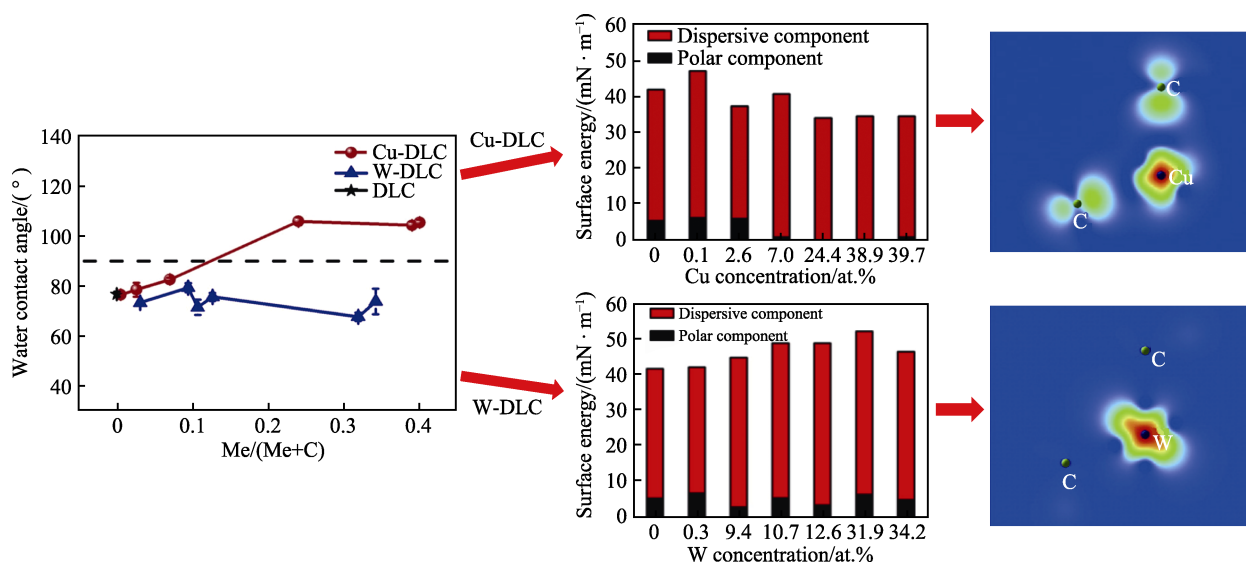 140
120
100
80
60
40
Water contact angle/(°)
Cu-DLC
W-DLC
DLC
0 0.1 0.2 0.3 0.4
Me/(Me+C)
Cu-DLC
W-DLC
60
50
40
30
20
10
0
Surface energy/(mN · m⁻¹)
Dispersive component
Polar component
0 0.1 2.6 7.0 24.4 38.9 39.7
Cu concentration/at.%
C
Cu
C
60
50
40
30
20
10
0
Surface energy/(mN · m⁻¹)
Dispersive component
Polar component
0 0.3 9.4 10.7 12.6 31.9 34.2
W concentration/at.%
C
W
C